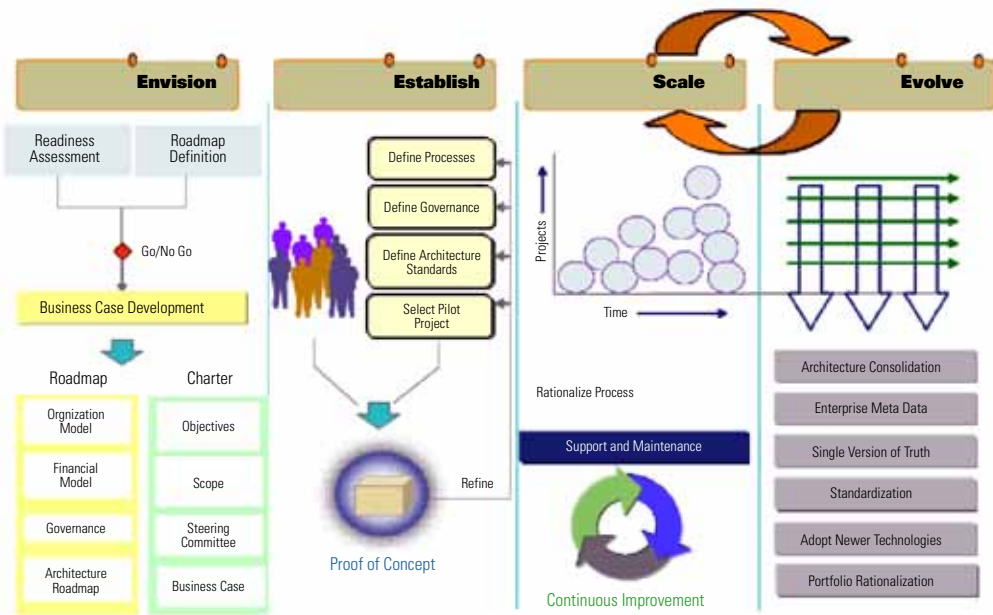 Envision
Readiness
Assessment
Roadmap
Definition
Go/No Go
Business Case Development
Roadmap
Orgnization
Model
Financial
Model
Governance
Architecture
Roadmap
Charter
Objectives
Scope
Steering
Committee
Business Case
Establish
Define Processes
Define Governance
Define Architecture
Standards
Select Pilot
Project
Refine
Proof of Concept
Scale
Projects
Time
Rationalize Process
Support and Maintenance
Continuous Improvement
Evolve
Architecture Consolidation
Enterprise Meta Data
Single Version of Truth
Standardization
Adopt Newer Technologies
Portfolio Rationalization